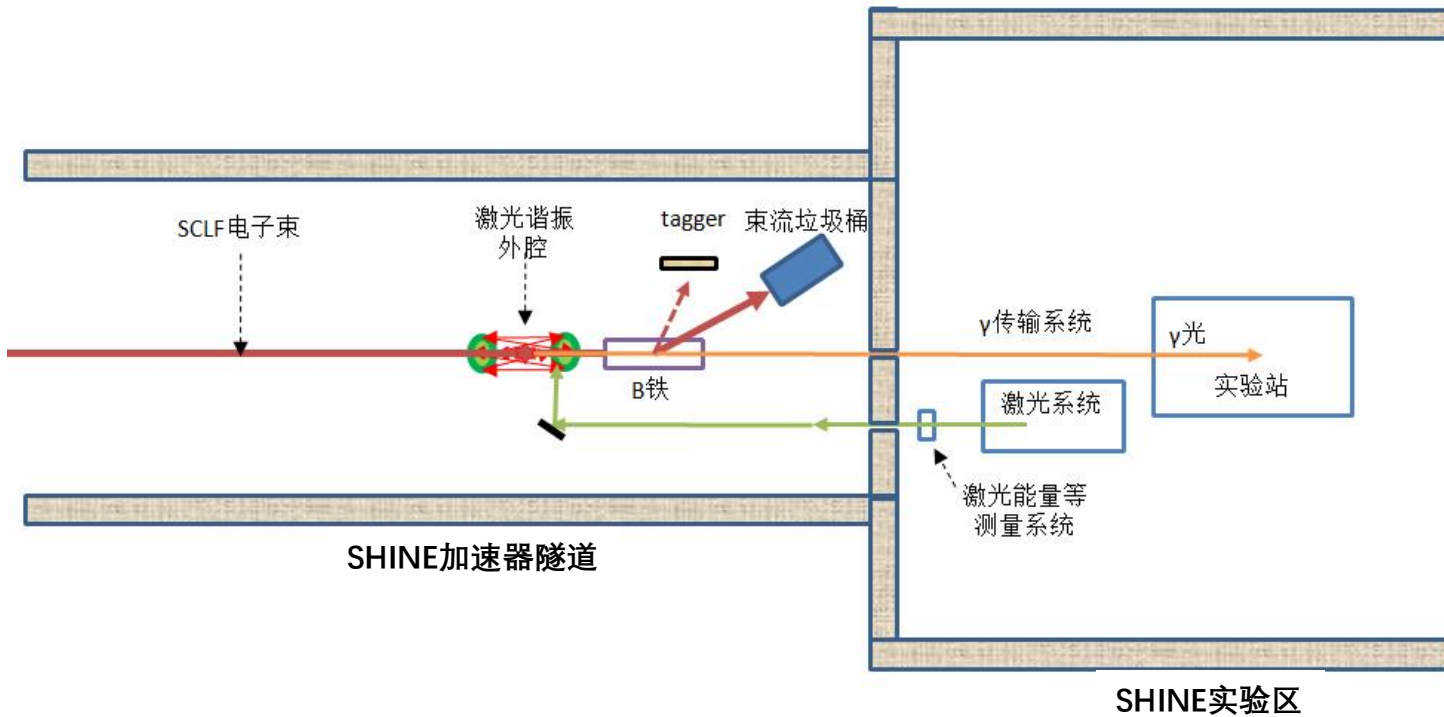 SCLF电子束
激光谐振
外腔
tagger
束流垃圾桶
B铁
γ传输系统
γ光
实验站
激光系统
激光能量等
测量系统
SHINE加速器隧道
SHINE实验区